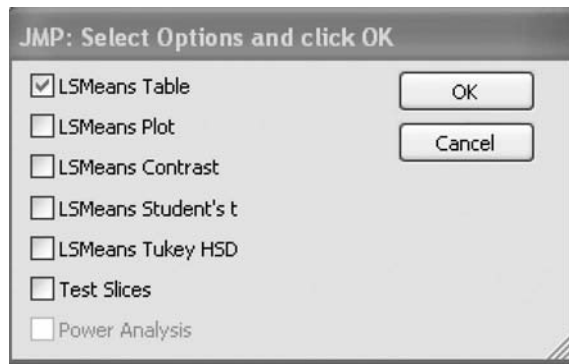 JMP: Select Options and click OK
LSMeans Table
LSMeans Plot
LSMeans Contrast
LSMeans Student's t
LSMeans Tukey HSD
Test Slices
Power Analysis
OK
Cancel